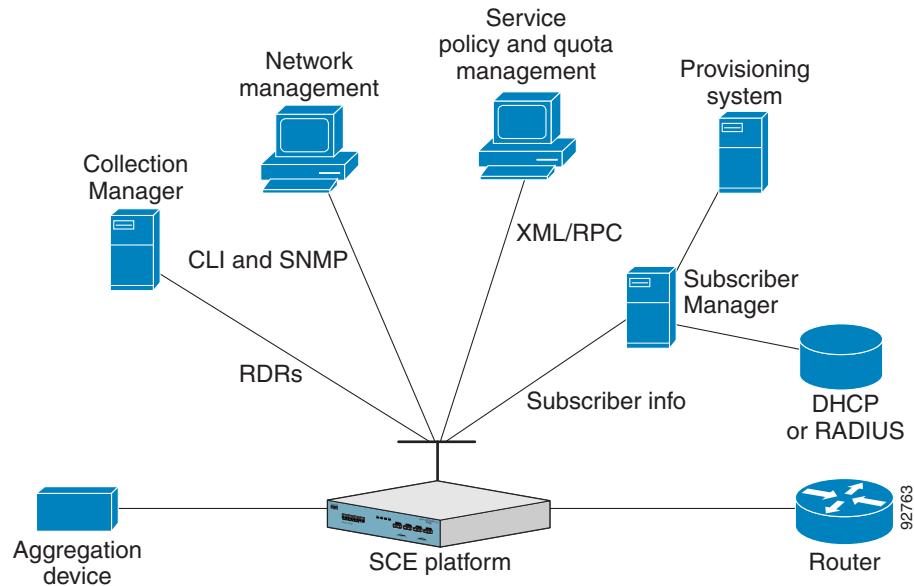 Service
policy and quota
management
Network
management
Provisioning
system
Collection
Manager
XML/RPC
CLI and SNMP
Subscriber
Manager
RDRs
Subscriber info
DHCP
or RADIUS
92763
Aggregation
device
SCE platform
Router